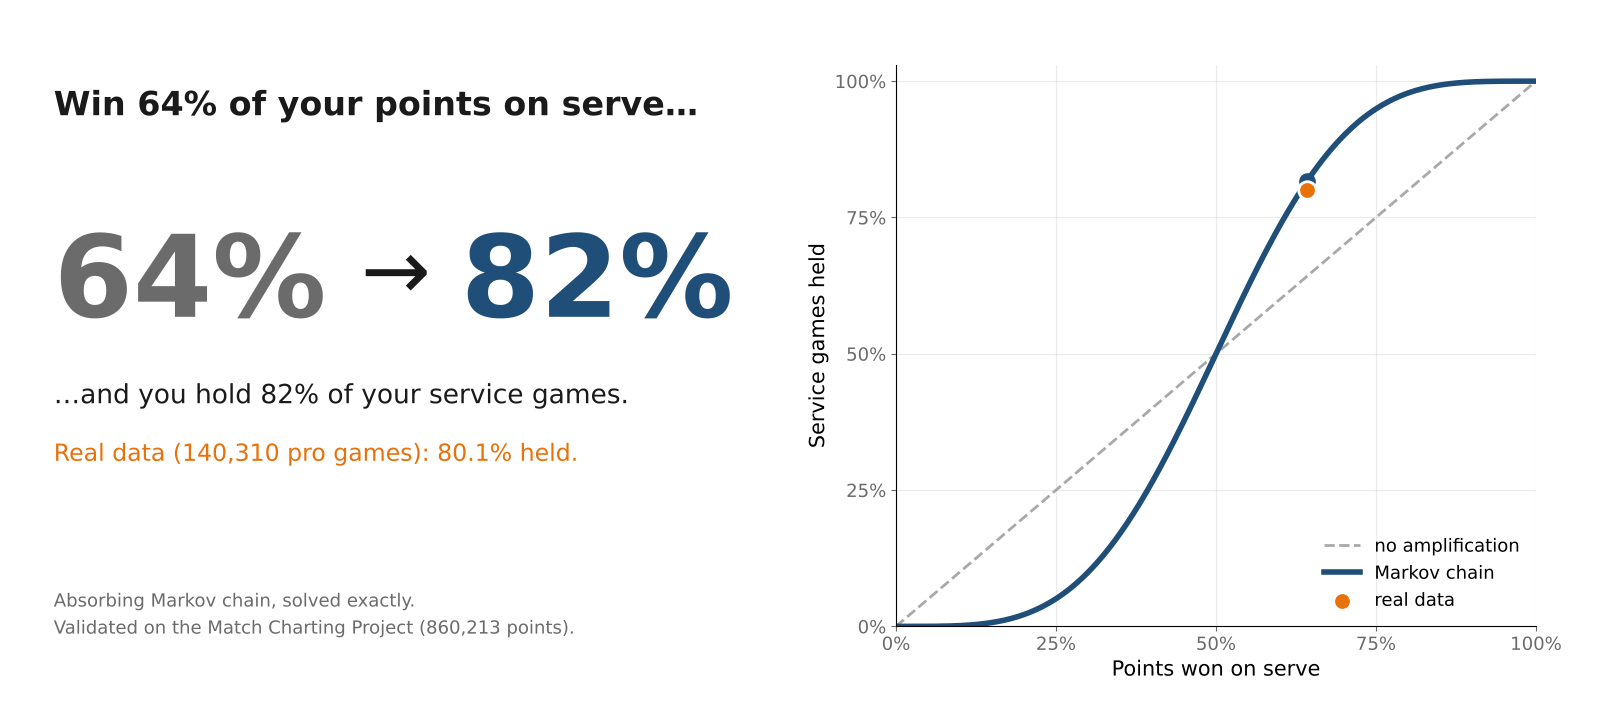 Win 64% of your points on serve…
64% → 82%
…and you hold 82% of your service games.
Real data (140,310 pro games): 80.1% held.
Absorbing Markov chain, solved exactly.
Validated on the Match Charting Project (860,213 points).
Service games held
100%
75%
50%
25%
0%
no amplification
Markov chain
real data
0% 25% 50% 75% 100%
Points won on serve